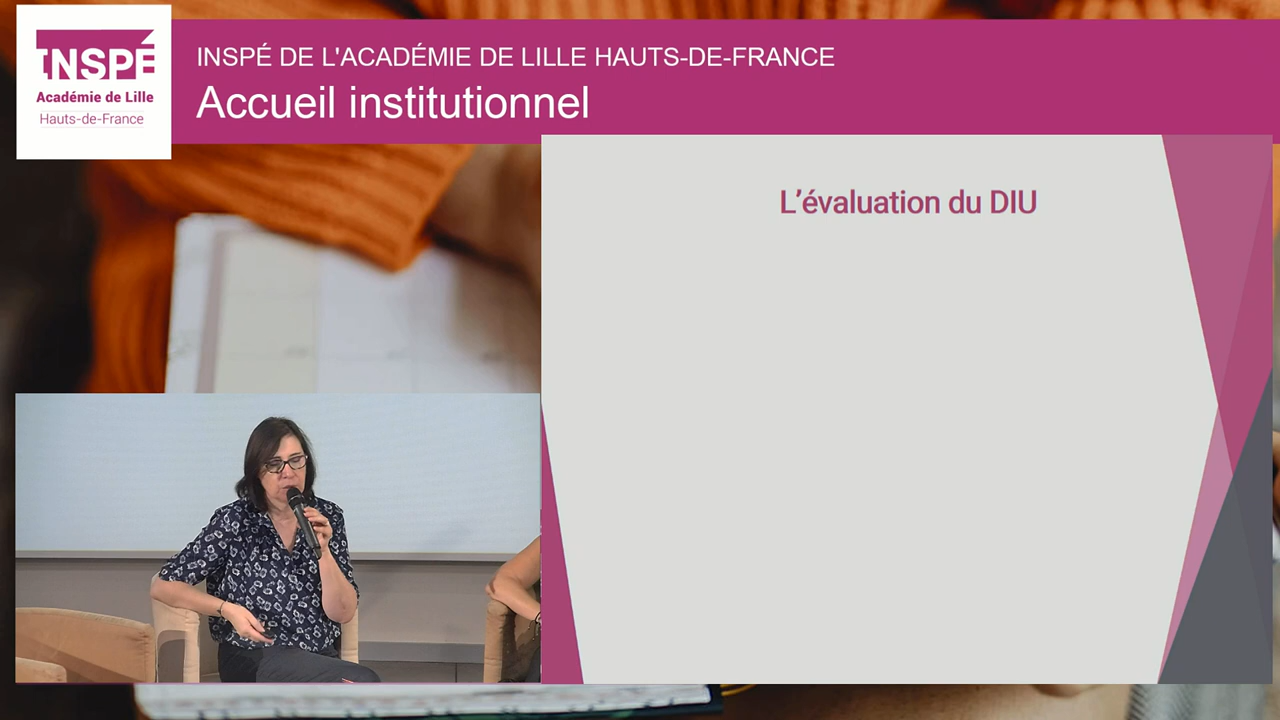 INSPÉ
Académie de Lille
Hauts-de-France
INSPÉ DE L'ACADÉMIE DE LILLE HAUTS-DE-FRANCE
Accueil institutionnel
L'évaluation du DIU